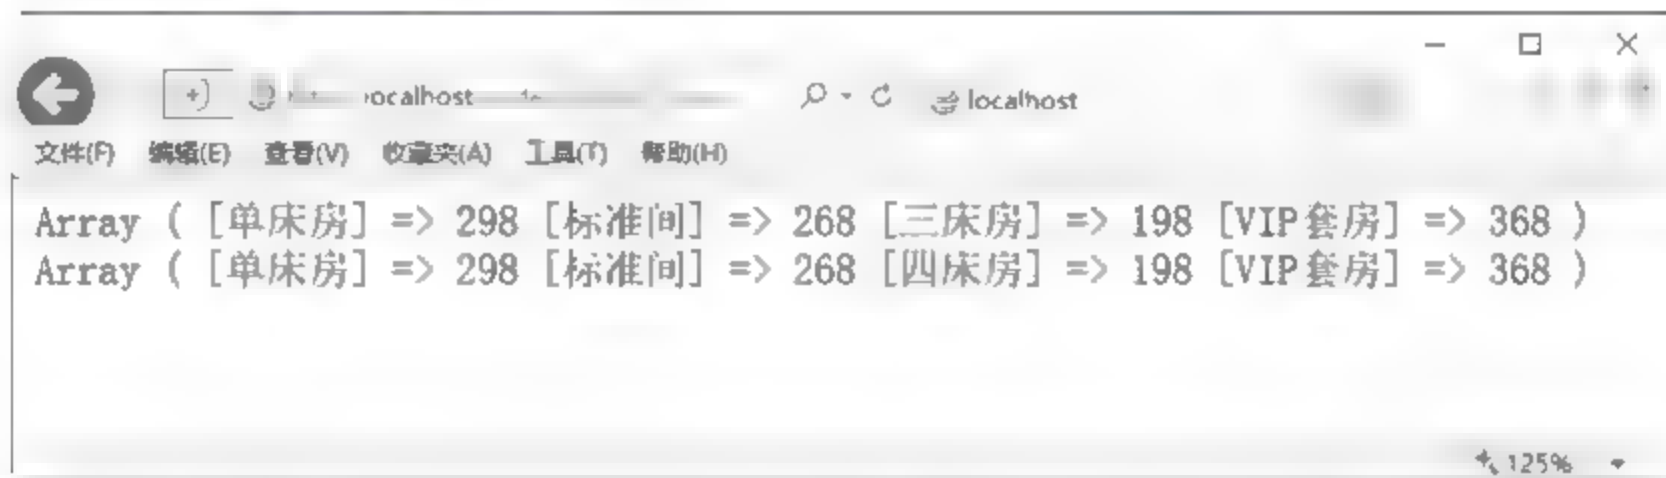 localhost
文件(F) 编辑(E) 查看(V) 收藏夹(A) 工具(T) 帮助(H)
Array ( [单床房] => 298 [标准间] => 268 [三床房] => 198 [VIP套房] => 368 )
Array ( [单床房] => 298 [标准间] => 268 [四床房] => 198 [VIP套房] => 368 )
125%